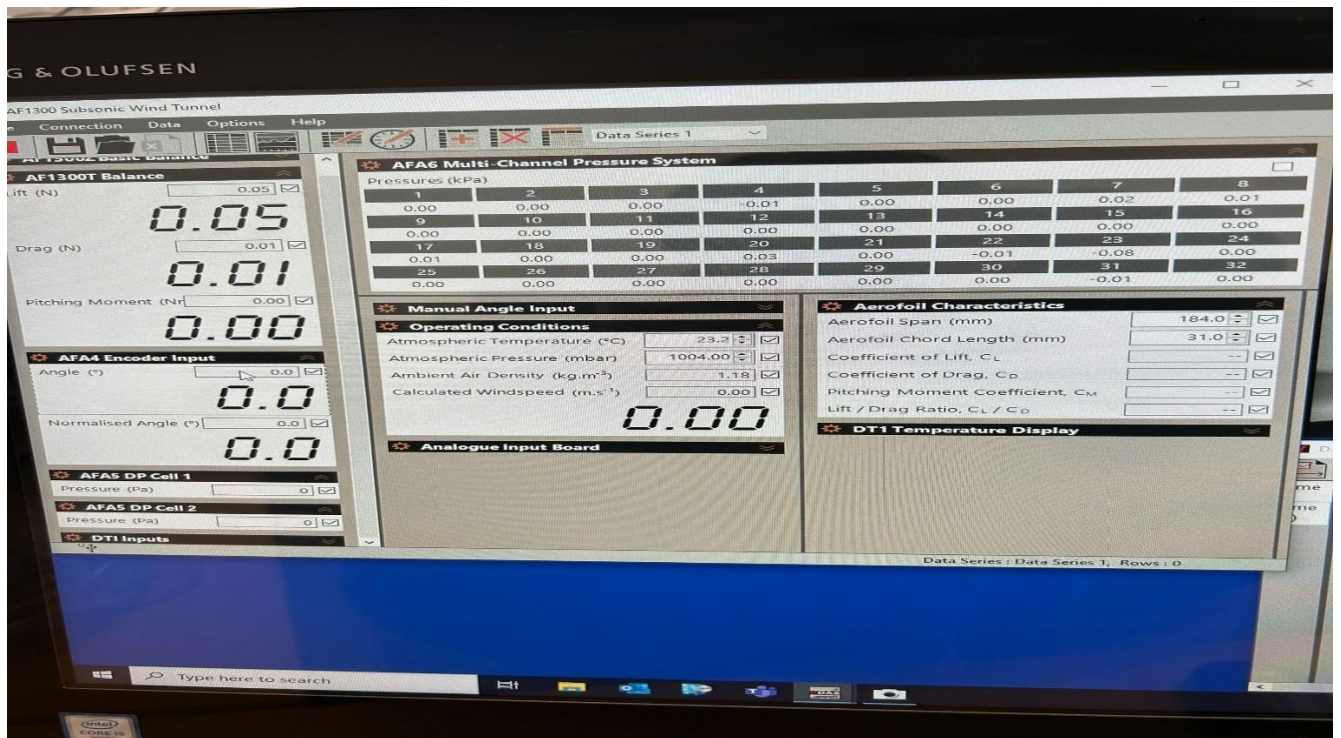 G & OLUFSEN
AF1300 Subsonic Wind Tunnel
Connection Data Options Help
Data Series 1
AF1300T Balance
Lift (N) 0.05
0.05
Drag (N) 0.01
0.01
Pitching Moment (Nr 0.00
0.00
AFA4 Encoder Input
Angle (°) 0.0
0.0
Normalised Angle (°) 0.0
0.0
AFA5 DP Cell 1
Pressure (Pa) 0
AFA5 DP Cell 2
Pressure (Pa) 0
DTI Inputs
AFA6 Multi-Channel Pressure System
Pressures (kPa)
1 2 3 4 5 6 7 8
0.00 0.00 0.00 -0.01 0.00 0.00 0.02 0.01
9 10 11 12 13 14 15 16
0.00 0.00 0.00 0.00 0.00 0.00 0.00 0.00
17 18 19 20 21 22 23 24
0.01 0.00 0.00 0.03 0.00 -0.01 -0.08 0.00
25 26 27 28 29 30 31 32
0.00 0.00 0.00 0.00 0.00 0.00 -0.01 0.00
Manual Angle Input
Operating Conditions
Atmospheric Temperature (°C) 23.2
Atmospheric Pressure (mbar) 1004.00
Ambient Air Density (kg.m⁻³) 1.18
Calculated Windspeed (m.s⁻¹) 0.00
0.00
Analogue Input Board
Aerofoil Characteristics
Aerofoil Span (mm) 184.0
Aerofoil Chord Length (mm) 31.0
Coefficient of Lift, CL --
Coefficient of Drag, CD --
Pitching Moment Coefficient, CM --
Lift / Drag Ratio, CL / CD --
DT1 Temperature Display
Data Series : Data Series 1, Rows : 0
Type here to search
DAS
intel
CORE i5